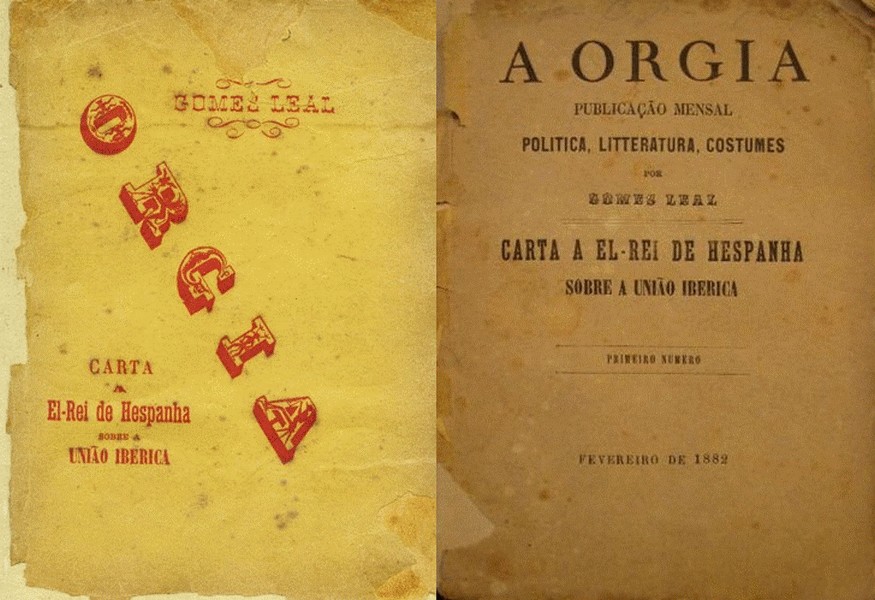 GOMES LEAL
ORGIA
CARTA
A
El-Rei de Hespanha
SOBRE A
UNIÃO IBERICA
A ORGIA
PUBLICAÇÃO MENSAL
POLITICA, LITTERATURA, COSTUMES
POR
GOMES LEAL
CARTA A EL-REI DE HESPANHA
SOBRE A UNIÃO IBERICA
PRIMEIRO NUMERO
FEVEREIRO DE 1882